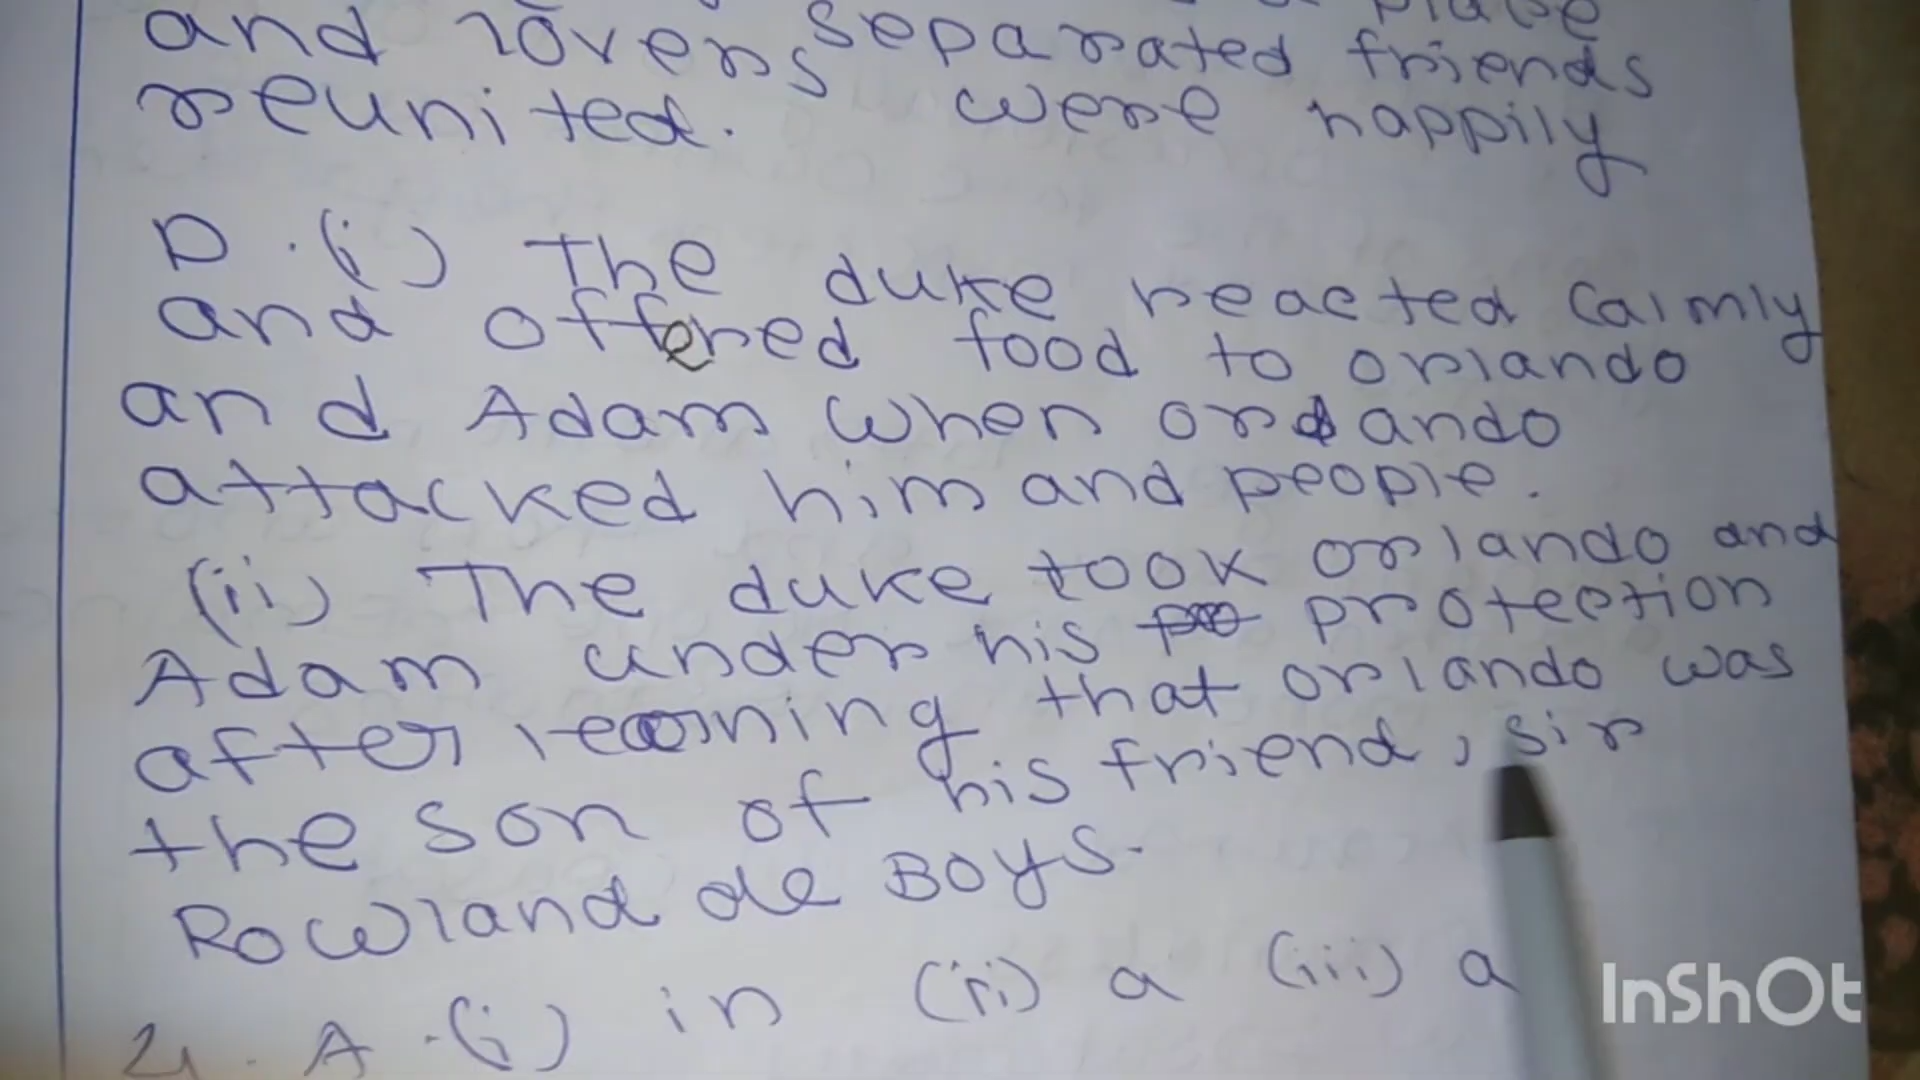 place
and lovers separated friends
reunited. were happily
D. (i) The duke reacted calmly
and offered food to orlando
and Adam when orlando
attacked him and people.
(ii) The duke took orlando and
Adam under his protection
after learning that orlando was
the son of his friend, sir
Rowland de Boys.
4. A. (i) in (ii) a (iii) a
InShOt